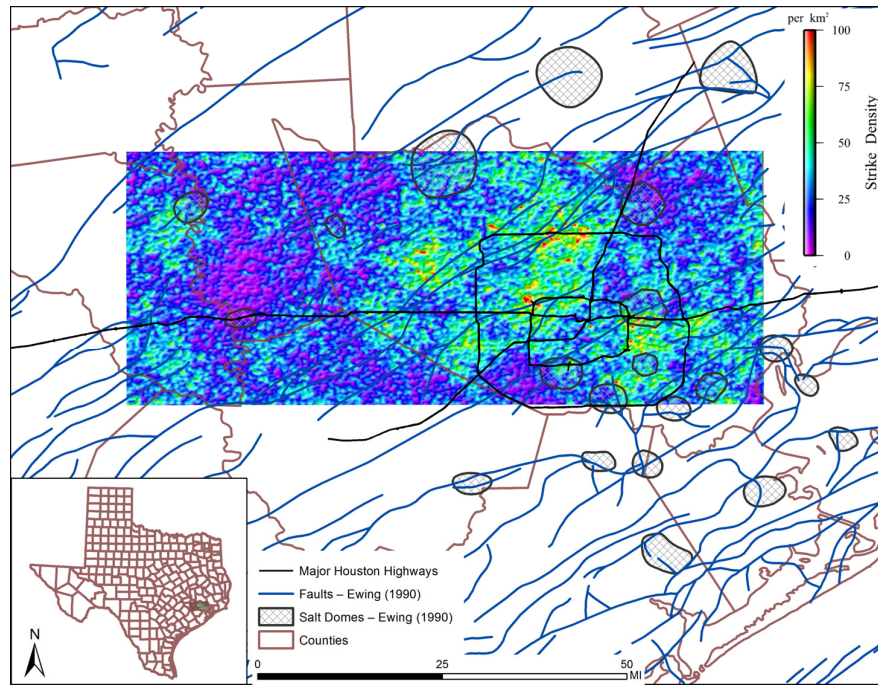 per km²
100
75
50
25
0
Strike Density
Major Houston Highways
Faults – Ewing (1990)
Salt Domes – Ewing (1990)
Counties
N
0
25
50
MI